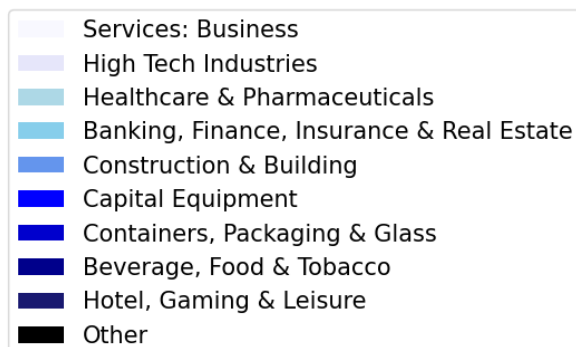 Services: Business
High Tech Industries
Healthcare & Pharmaceuticals
Banking, Finance, Insurance & Real Estate
Construction & Building
Capital Equipment
Containers, Packaging & Glass
Beverage, Food & Tobacco
Hotel, Gaming & Leisure
Other